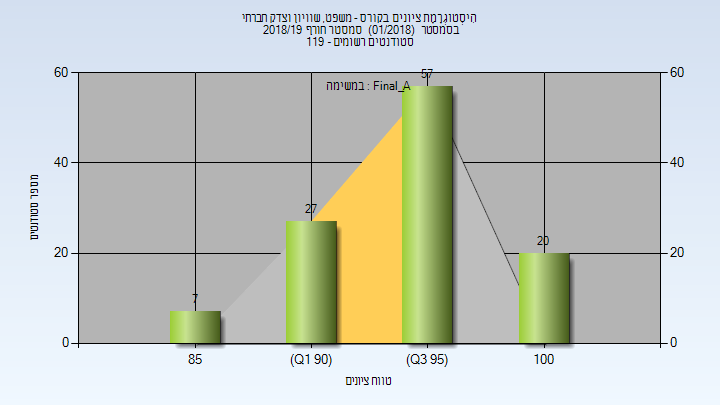 הִיסְטוֹגְרַמַת ציונים בקורס - משפט, שוויון וצדק חברתי
בסמסטר (01/2018) סמסטר חורף 2018/19
סטודנטים רשומים - 119
במשימה : Final_A
60
40
20
0
60
40
20
0
מספר סטודנטים
7
27
57
20
85
(Q1 90)
(Q3 95)
100
טווח ציונים